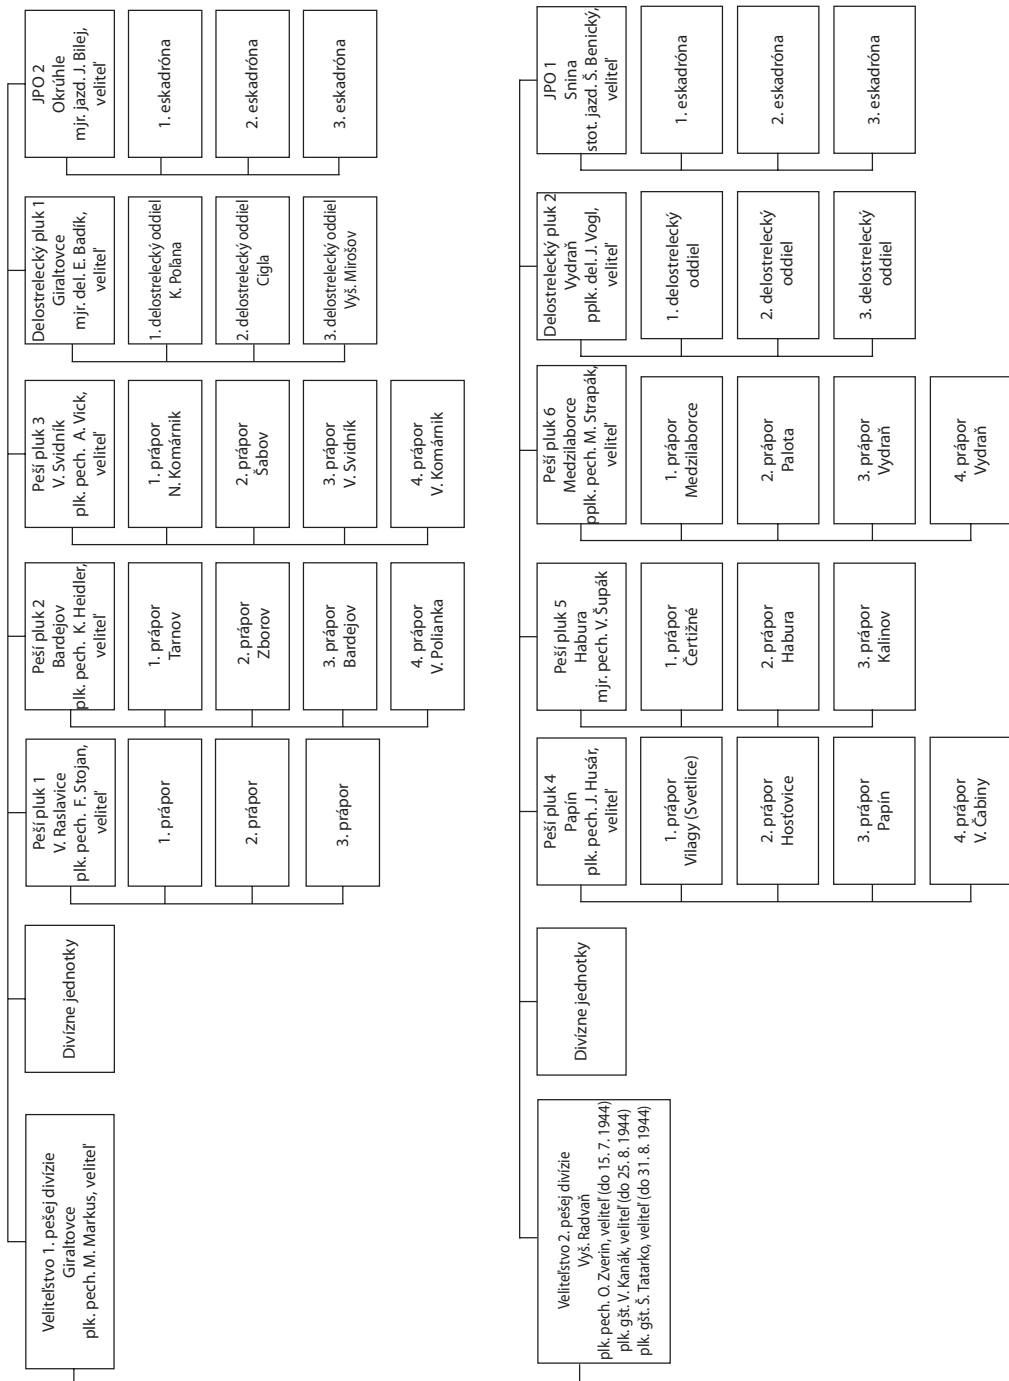 Veliteľstvo 1. pešej divízie
Giraltovce
plk. pech. M. Markus, veliteľ
Divízne jednotky
Peší pluk 1
V. Raslavice
plk. pech. F. Stojan,
veliteľ
1. prápor
2. prápor
3. prápor
Peší pluk 2
Bardejov
plk. pech. K. Heidler,
veliteľ
1. prápor
Tarnov
2. prápor
Zborov
3. prápor
Bardejov
4. prápor
V. Polianka
Peší pluk 3
V. Svidník
plk. pech. A. Vick,
veliteľ
1. prápor
N. Komárnik
2. prápor
Šabov
3. prápor
V. Svidník
4. prápor
V. Komárnik
Delostrelecký pluk 1
Giraltovce
mjr. del. E. Badík,
veliteľ
1. delostrelecký oddiel
K. Poľana
2. delostrelecký oddiel
Cigla
3. delostrelecký oddiel
Vyš. Mirošov
JPO 2
Okrúhle
mjr. jazd. J. Bilej,
veliteľ
1. eskadróna
2. eskadróna
3. eskadróna
Veliteľstvo 2. pešej divízie
Vyš. Radvaň
plk. pech. O. Zverin, veliteľ (do 15. 7. 1944)
plk. gšt. V. Kanák, veliteľ (do 25. 8. 1944)
plk. gšt. Š. Tatarko, veliteľ (do 31. 8. 1944)
Divízne jednotky
Peší pluk 4
Papín
plk. pech. J. Husár,
veliteľ
1. prápor
Vilagy (Svetlice)
2. prápor
Hosťovice
3. prápor
Papín
4. prápor
V. Čabiny
Peší pluk 5
Habura
mjr. pech. V. Šupák
1. prápor
Čertižné
2. prápor
Habura
3. prápor
Kalinov
Peší pluk 6
Medzilaborce
pplk. pech. M. Strapák,
veliteľ
1. prápor
Medzilaborce
2. prápor
Palota
3. prápor
Vydraň
4. prápor
Vydraň
Delostrelecký pluk 2
Vydraň
pplk. del. J. Vogl,
veliteľ
1. delostrelecký
oddiel
2. delostrelecký
oddiel
3. delostrelecký
oddiel
JPO 1
Snina
stot. jazd. Š. Benický,
veliteľ
1. eskadróna
2. eskadróna
3. eskadróna